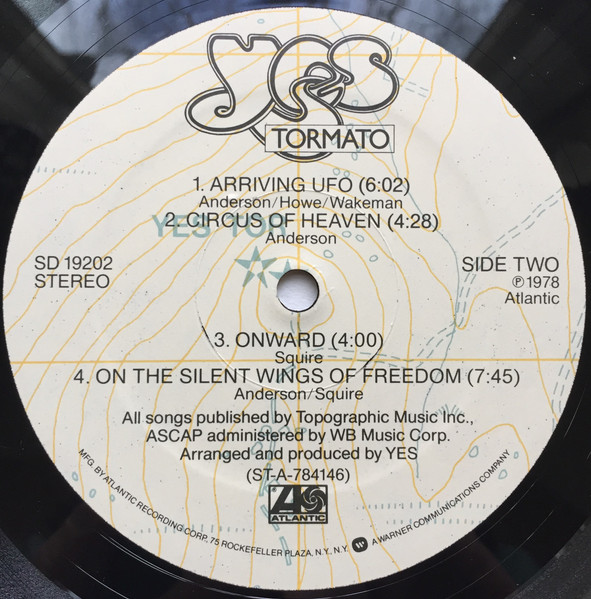 YES
TORMATO
1. ARRIVING UFO (6:02)
Anderson/Howe/Wakeman
2. CIRCUS OF HEAVEN (4:28)
Anderson
YES TOR
SD 19202
STEREO
SIDE TWO
℗ 1978
Atlantic
3. ONWARD (4:00)
Squire
4. ON THE SILENT WINGS OF FREEDOM (7:45)
Anderson/Squire
All songs published by Topographic Music Inc.,
ASCAP administered by WB Music Corp.
Arranged and produced by YES
(ST-A-784146)
ATLANTIC
MFG. BY ATLANTIC RECORDING CORP. 75 ROCKEFELLER PLAZA, N.Y., N.Y. A WARNER COMMUNICATIONS COMPANY